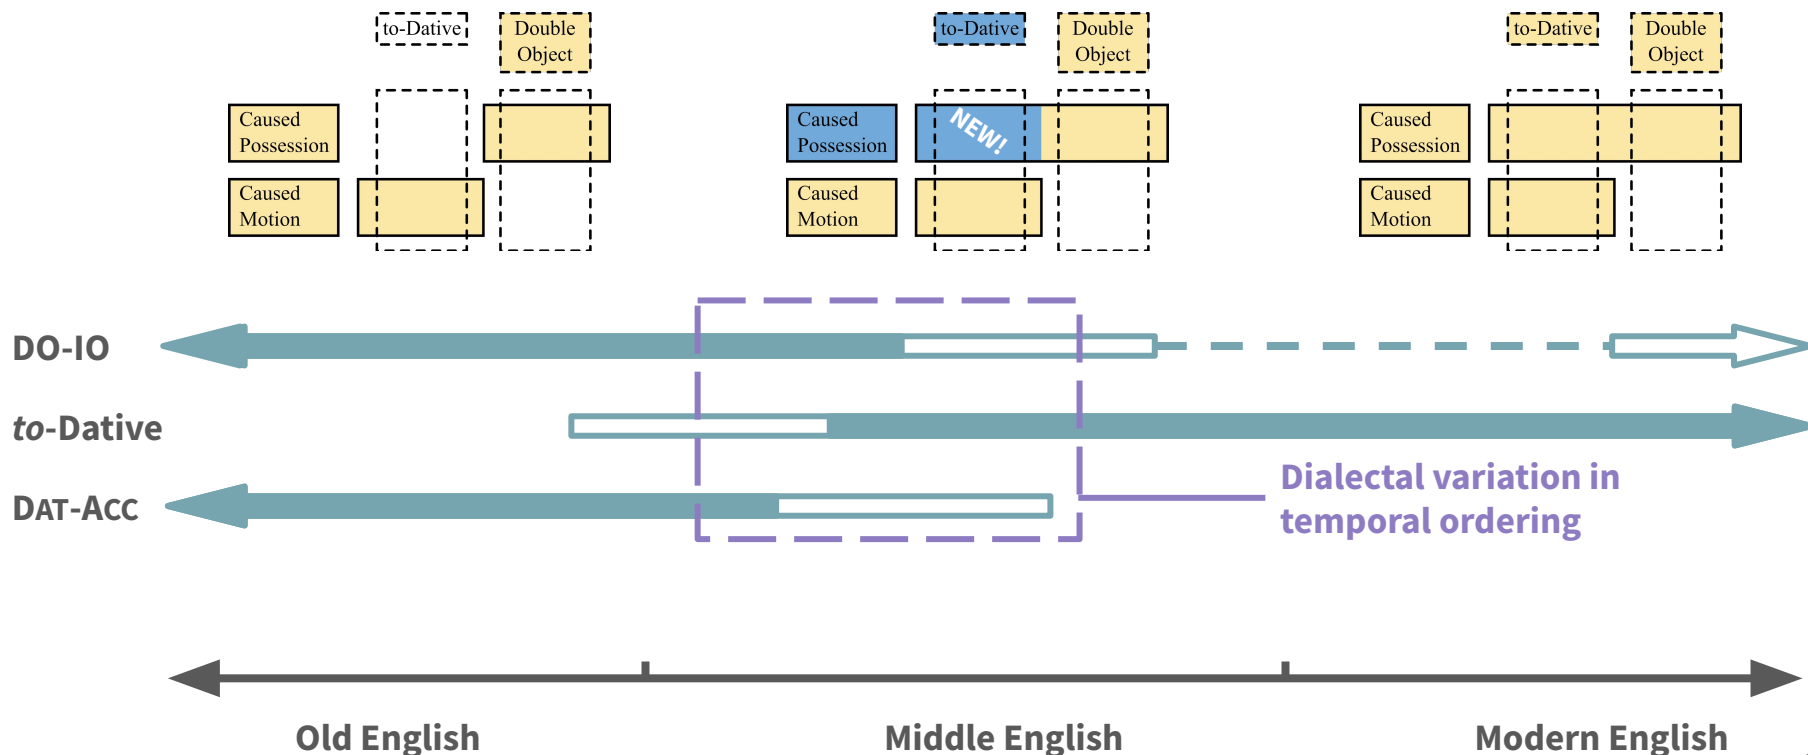 to-Dative
Double
Object
Caused
Possession
Caused
Motion
to-Dative
Double
Object
Caused
Possession
NEW!
Caused
Motion
to-Dative
Double
Object
Caused
Possession
Caused
Motion
DO-IO
to-Dative
DAT-ACC
Dialectal variation in
temporal ordering
Old English
Middle English
Modern English